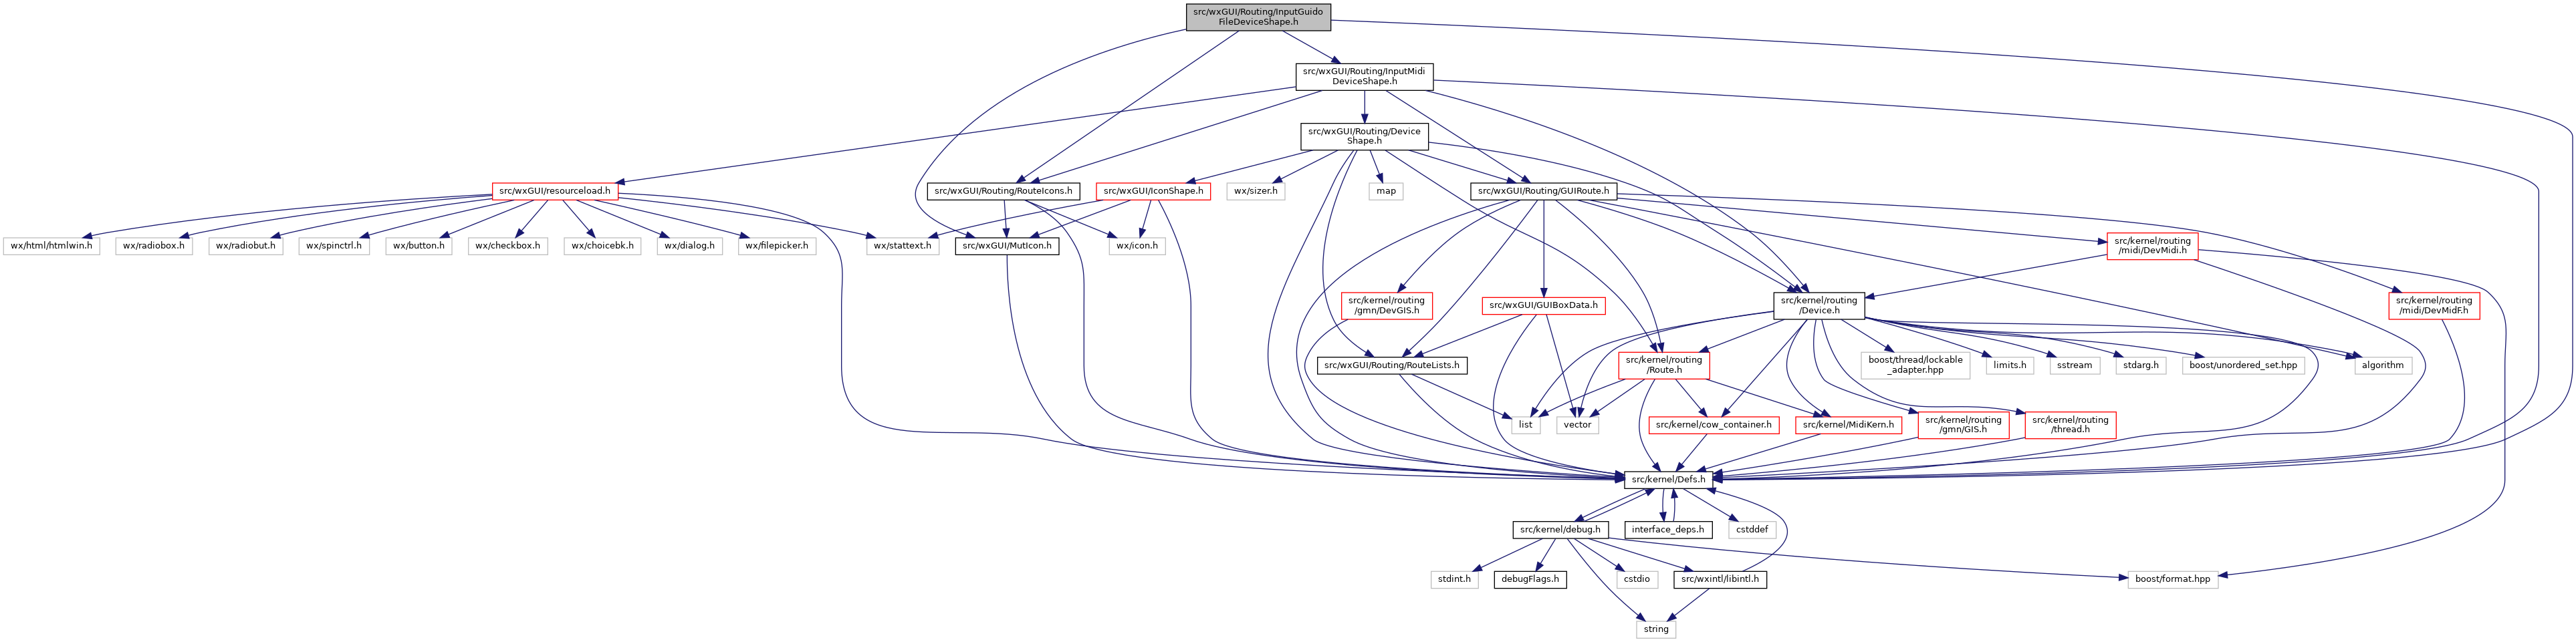 src/wxGUI/Routing/InputGuido
FileDeviceShape.h
src/wxGUI/Routing/InputMidi
DeviceShape.h
src/wxGUI/Routing/Device
Shape.h
src/wxGUI/resourceload.h
src/wxGUI/Routing/RouteIcons.h
src/wxGUI/IconShape.h
wx/sizer.h
map
src/wxGUI/Routing/GUIRoute.h
wx/html/htmlwin.h
wx/radiobox.h
wx/radiobut.h
wx/spinctrl.h
wx/button.h
wx/checkbox.h
wx/choicebk.h
wx/dialog.h
wx/filepicker.h
wx/stattext.h
src/wxGUI/MutIcon.h
wx/icon.h
src/kernel/routing
/midi/DevMidi.h
src/kernel/routing
/gmn/DevGIS.h
src/wxGUI/GUIBoxData.h
src/kernel/routing
/Device.h
src/kernel/routing
/midi/DevMidF.h
src/wxGUI/Routing/RouteLists.h
src/kernel/routing
/Route.h
boost/thread/lockable
_adapter.hpp
limits.h
sstream
stdarg.h
boost/unordered_set.hpp
algorithm
list
vector
src/kernel/cow_container.h
src/kernel/MidiKern.h
src/kernel/routing
/gmn/GIS.h
src/kernel/routing
/thread.h
src/kernel/Defs.h
src/kernel/debug.h
interface_deps.h
cstddef
stdint.h
debugFlags.h
cstdio
src/wxintl/libintl.h
boost/format.hpp
string